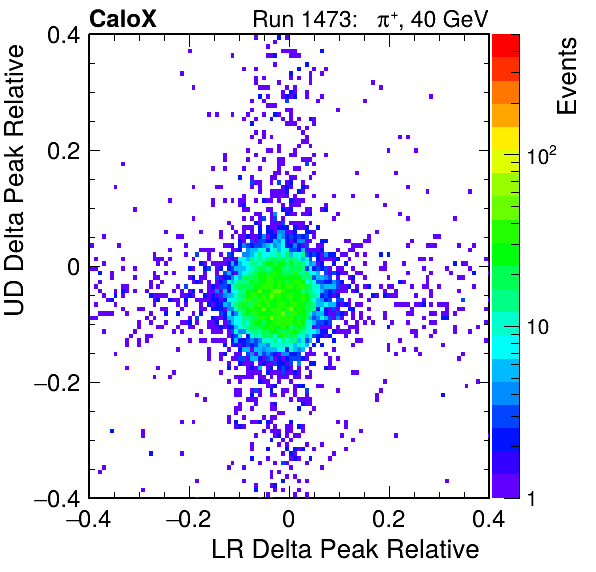 CaloX Run 1473: π⁺, 40 GeV
UD Delta Peak Relative
0.4
0.2
0
−0.2
−0.4
−0.4 −0.2 0 0.2 0.4
LR Delta Peak Relative
Events
10²
10
1